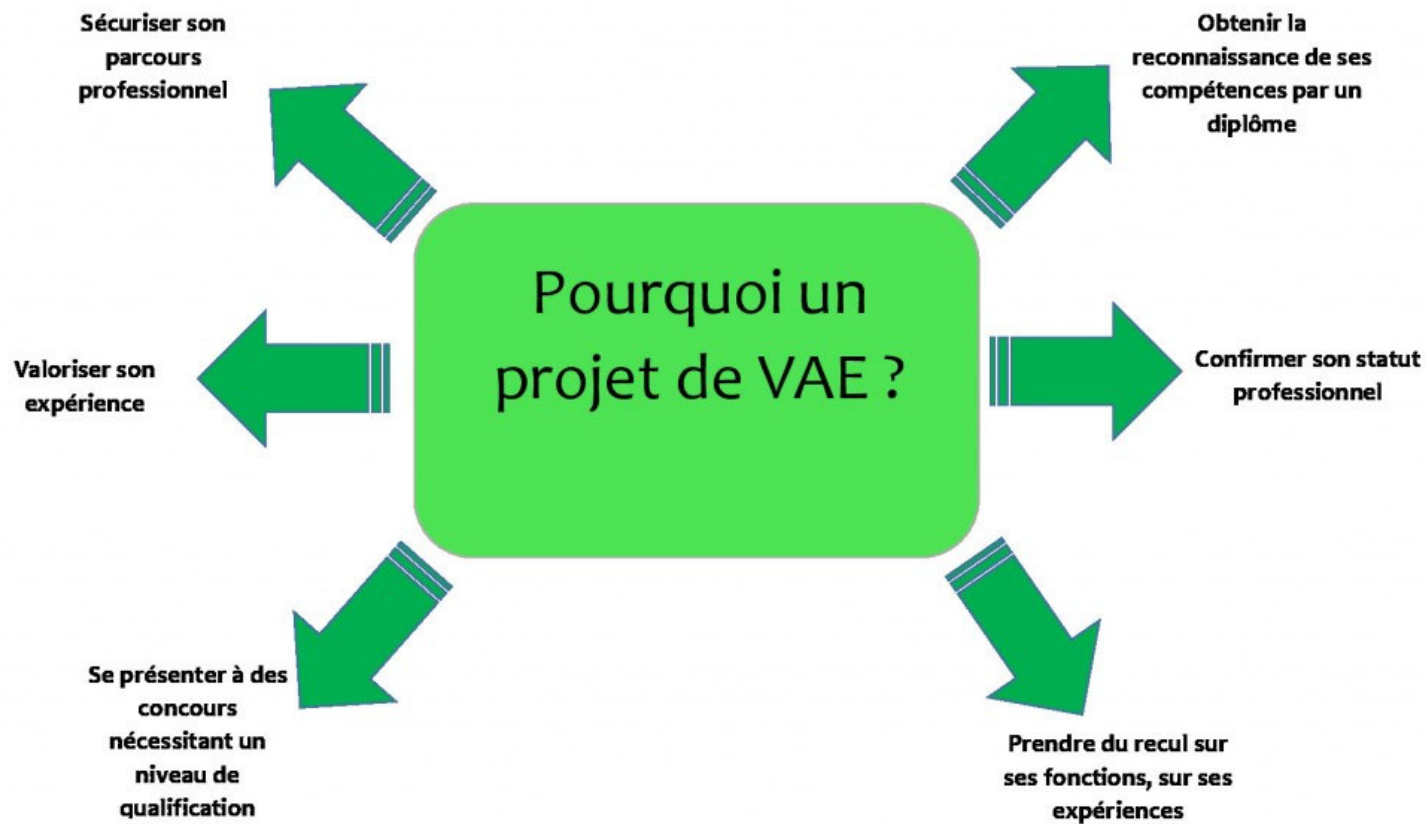 Sécuriser son
parcours
professionnel
Obtenir la
reconnaissance de ses
compétences par un
diplôme
Pourquoi un
projet de VAE ?
Valoriser son
expérience
Confirmer son statut
professionnel
Se présenter à des
concours
nécessitant un
niveau de
qualification
Prendre du recul sur
ses fonctions, sur ses
expériences